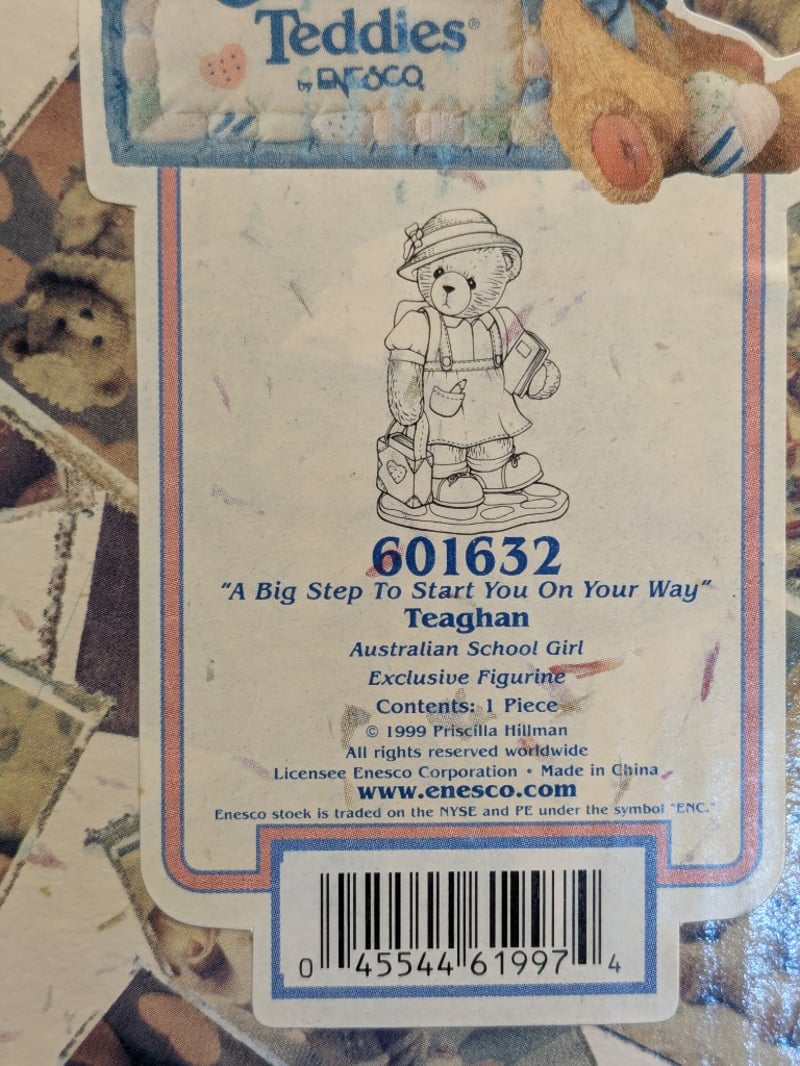 Teddies®
by ENESCO
601632
"A Big Step To Start You On Your Way"
Teaghan
Australian School Girl
Exclusive Figurine
Contenis: 1 Piece
© 1999 Priscilla Hillman
All rights reserved worldwide
Licensee Enesco Corporation • Made in China
www.enesco.com
Enesco stock is traded on the NYSE and PE under the symbol "ENC."
0 45544 61997 4